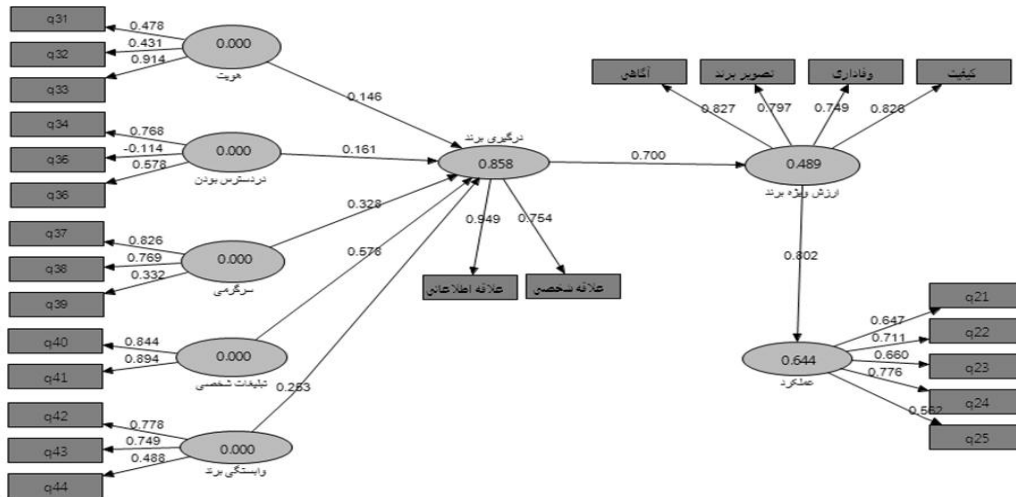 q31
q32
q33
0.478
0.431
0.914
0.000
هویت
0.146
q34
q36
q36
0.768
-0.114
0.578
0.000
دردسترس بودن
0.161
q37
q38
q39
0.826
0.769
0.332
0.000
سرگرمی
0.328
q40
q41
0.844
0.894
0.000
تبلیغات شخصی
0.578
q42
q43
q44
0.778
0.749
0.488
0.000
وابستگی برند
0.253
درگیری برند
0.858
0.949
0.754
علاقه اطلاعاتی
علاقه شخصی
0.700
آگاهی
تصویر برند
وفاداری
کیفیت
0.827
0.797
0.749
0.828
0.489
ارزش ویژه برند
0.802
0.644
عملکرد
0.647
0.711
0.660
0.776
0.562
q21
q22
q23
q24
q25